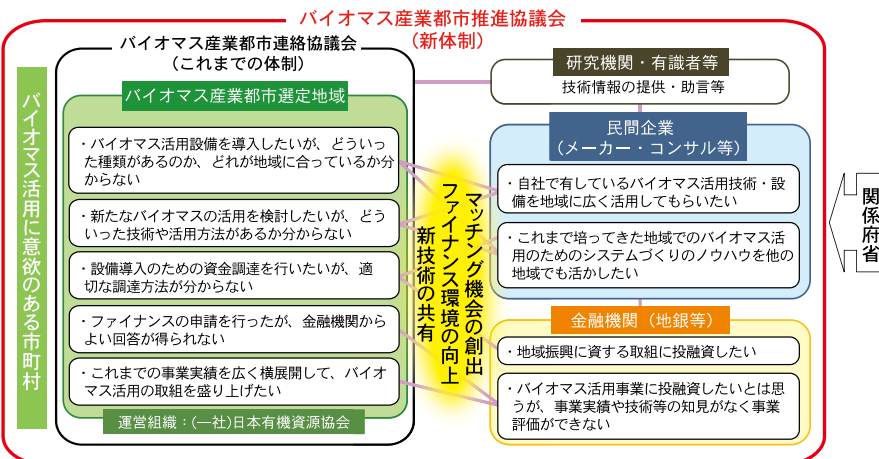 バイオマス産業都市推進協議会
（新体制）
バイオマス産業都市連絡協議会
（これまでの体制）
バイオマス活用に意欲のある市町村
バイオマス産業都市選定地域
・バイオマス活用設備を導入したいが、どういっ
た種類があるのか、どれが地域に合っているか分
からない
・新たなバイオマスの活用を検討したいが、どう
いった技術や活用方法があるか分からない
・設備導入のための資金調達を行いたいが、適
切な調達方法が分からない
・ファイナンスの申請を行ったが、金融機関から
よい回答が得られない
・これまでの事業実績を広く横展開して、バイオ
マス活用の取組を盛り上げたい
運営組織：(一社)日本有機資源協会
マッチング機会の創出
ファイナンス環境の向上
新技術の共有
研究機関・有識者等
技術情報の提供・助言等
民間企業
（メーカー・コンサル等）
・自社で有しているバイオマス活用技術・設
備を地域に広く活用してもらいたい
・これまで培ってきた地域でのバイオマス活
用のためのシステムづくりのノウハウを他の
地域でも活かしたい
金融機関（地銀等）
・地域振興に資する取組に投融資したい
・バイオマス活用事業に投融資したいとは思
うが、事業実績や技術等の知見がなく事業
評価ができない
関係府省